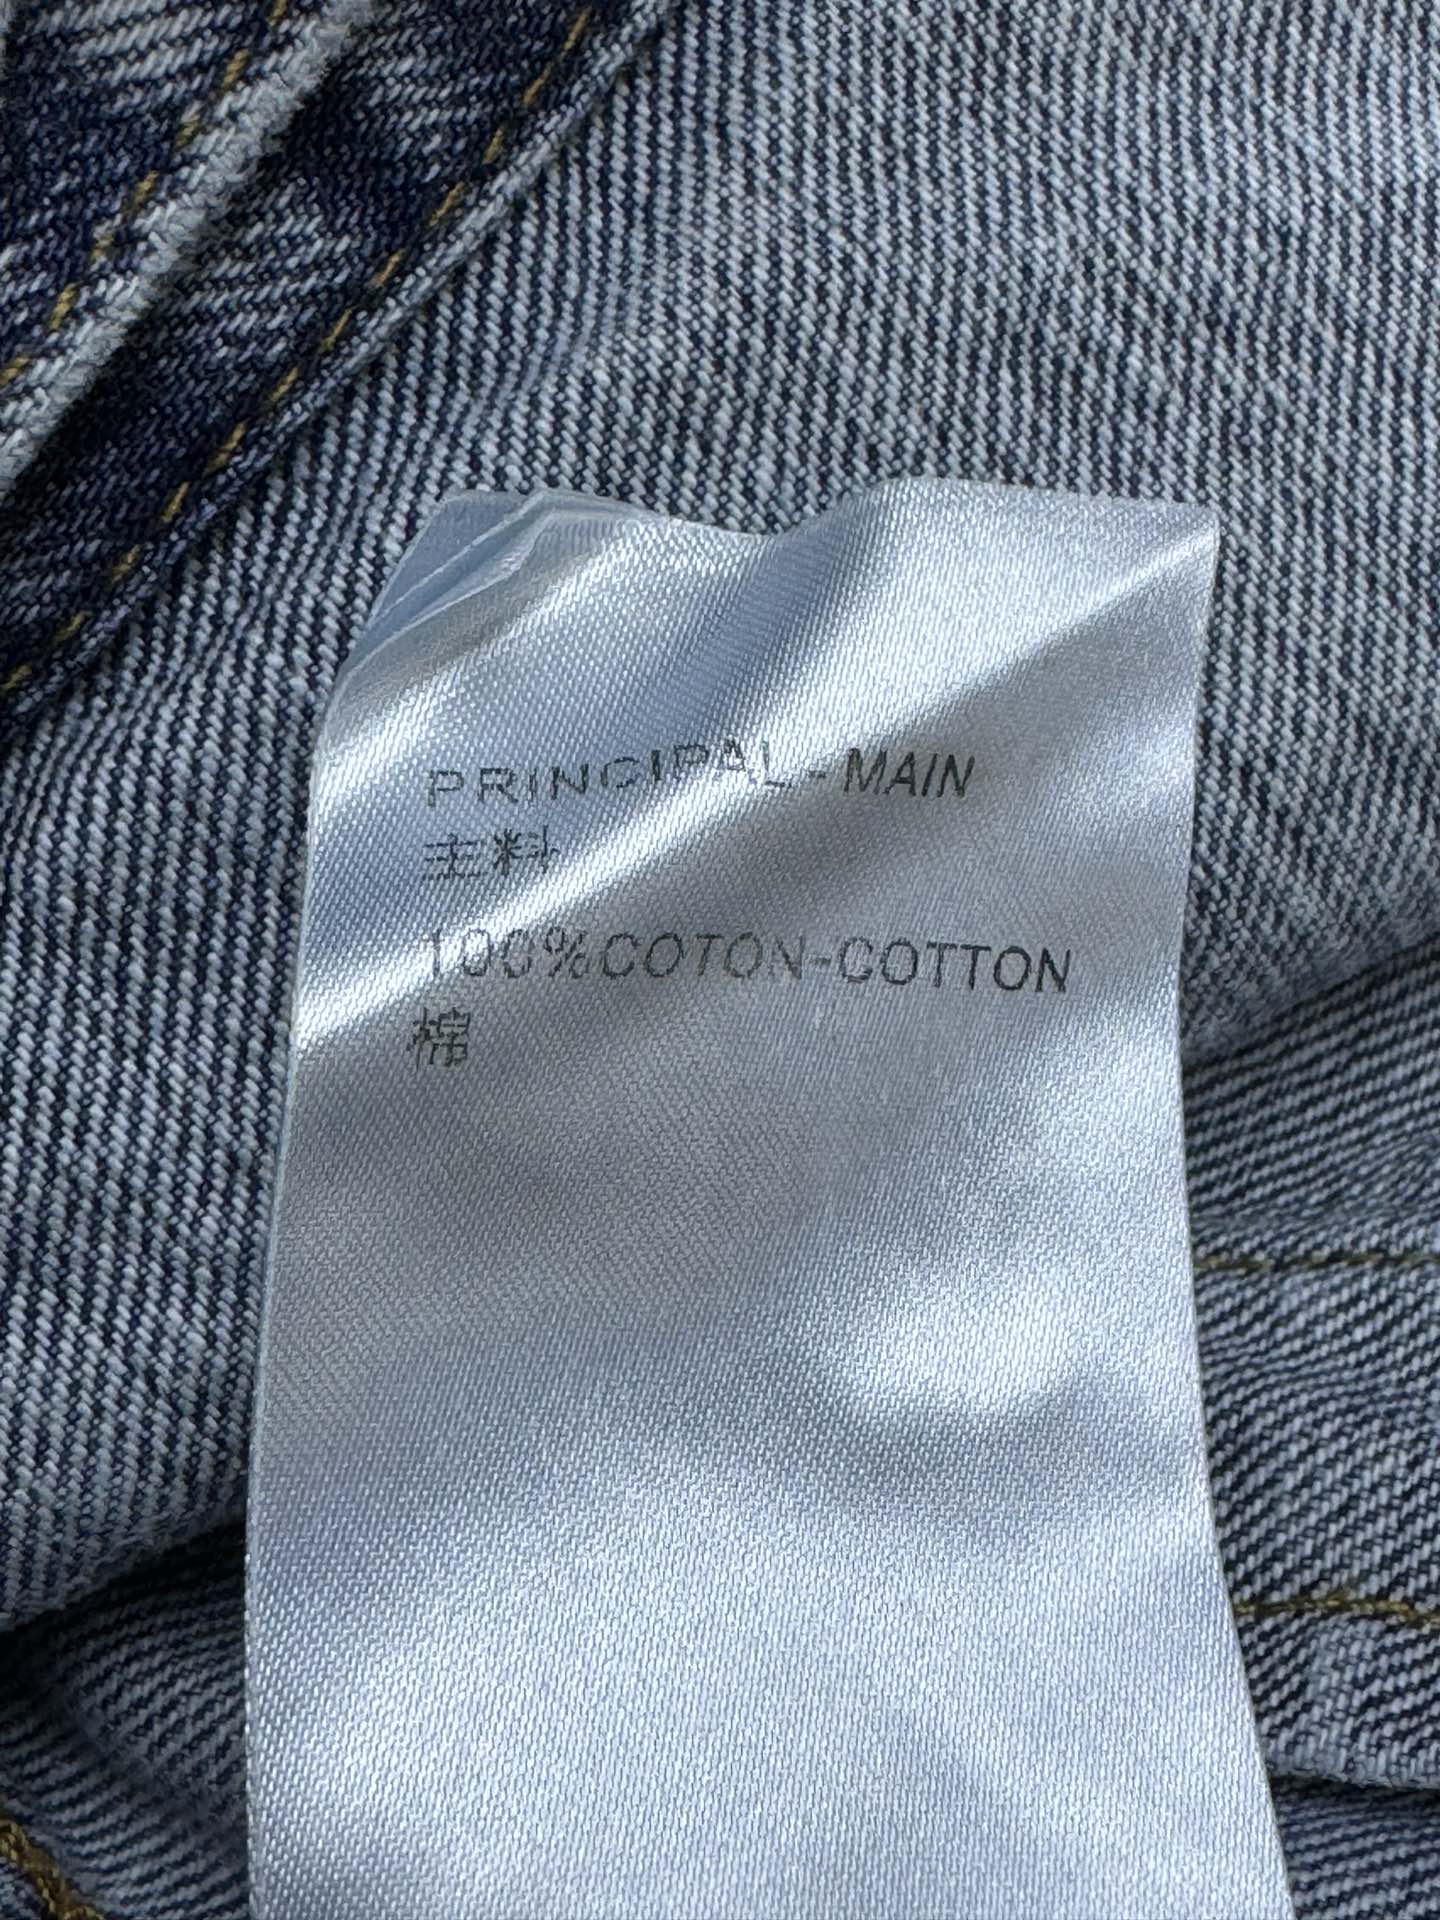 PRINCIPAL-MAIN
主料
100%COTON-COTTON
棉